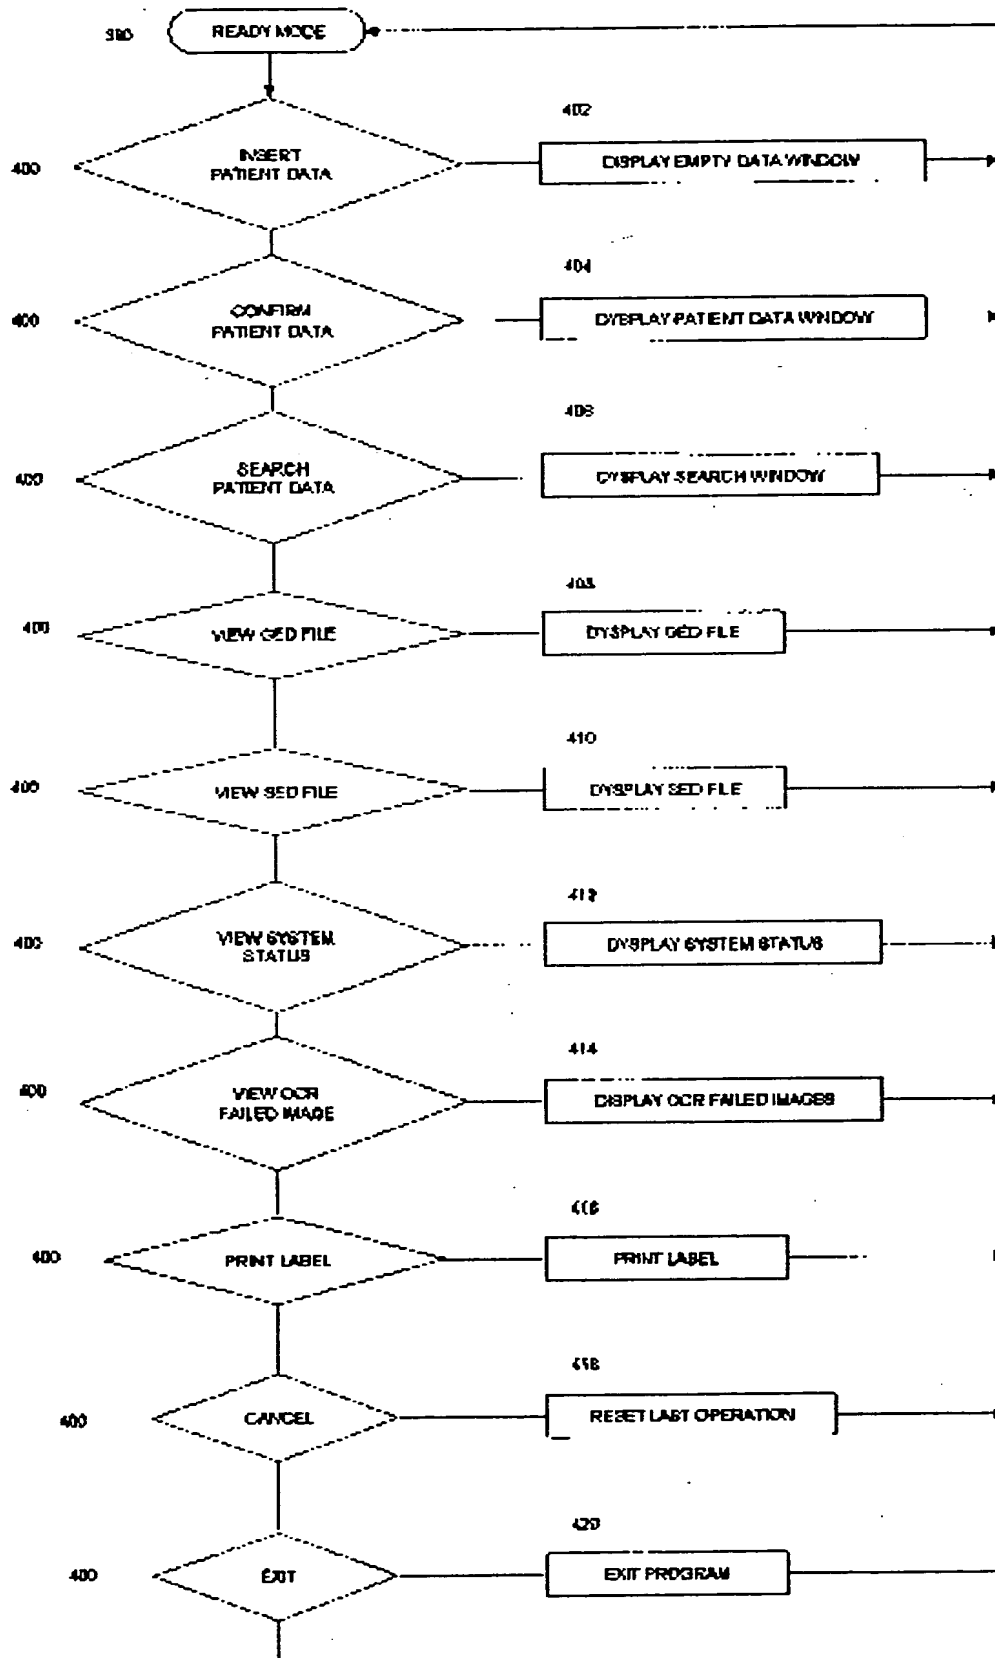 READY MODE
400
INSERT
PATIENT DATA
402
DISPLAY EMPTY DATA WINDOW
400
CONFIRM
PATIENT DATA
404
DYSPLAY PATIENT DATA WINDOW
400
SEARCH
PATIENT DATA
DYSPLAY SEARCH WINDOW
400
VIEW GED FILE
DYSPLAY GED FILE
400
VIEW SED FILE
410
DYSPLAY SED FILE
400
VIEW SYSTEM
STATUS
412
DYSPLAY SYSTEM STATUS
400
VIEW OCR
FAILED IMAGE
414
DISPLAY OCR FAILED IMAGES
400
PRINT LABEL
PRINT LABEL
400
CANCEL
418
RESET LAST OPERATION
400
EXIT
420
EXIT PROGRAM